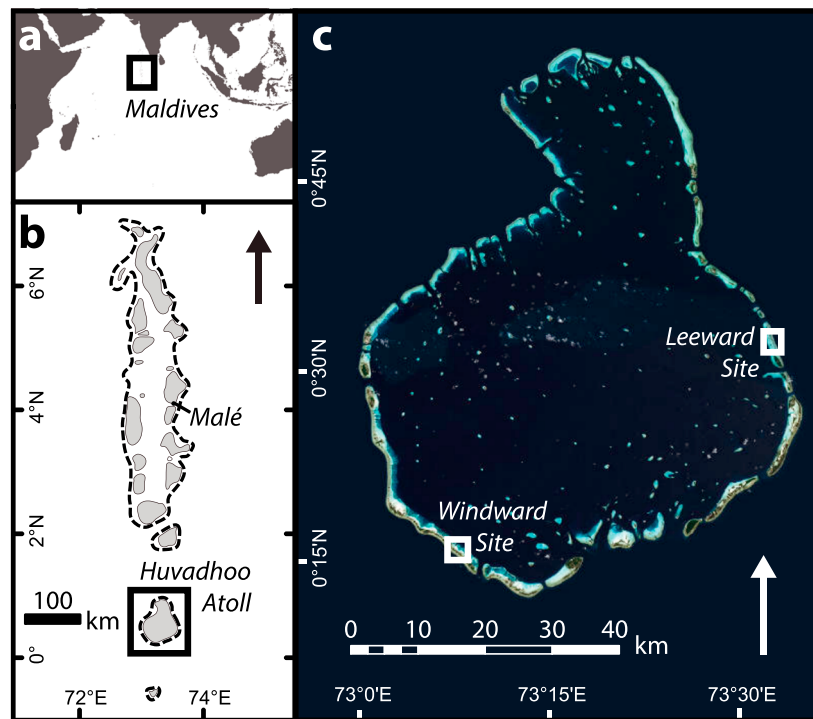 a
Maldives
b
6°N
4°N
2°N
0°
Malé
Huvadhoo
Atoll
100
km
72°E
74°E
c
0°45'N
0°30'N
0°15'N
Leeward
Site
Windward
Site
0 10 20 30 40
km
73°0'E
73°15'E
73°30'E